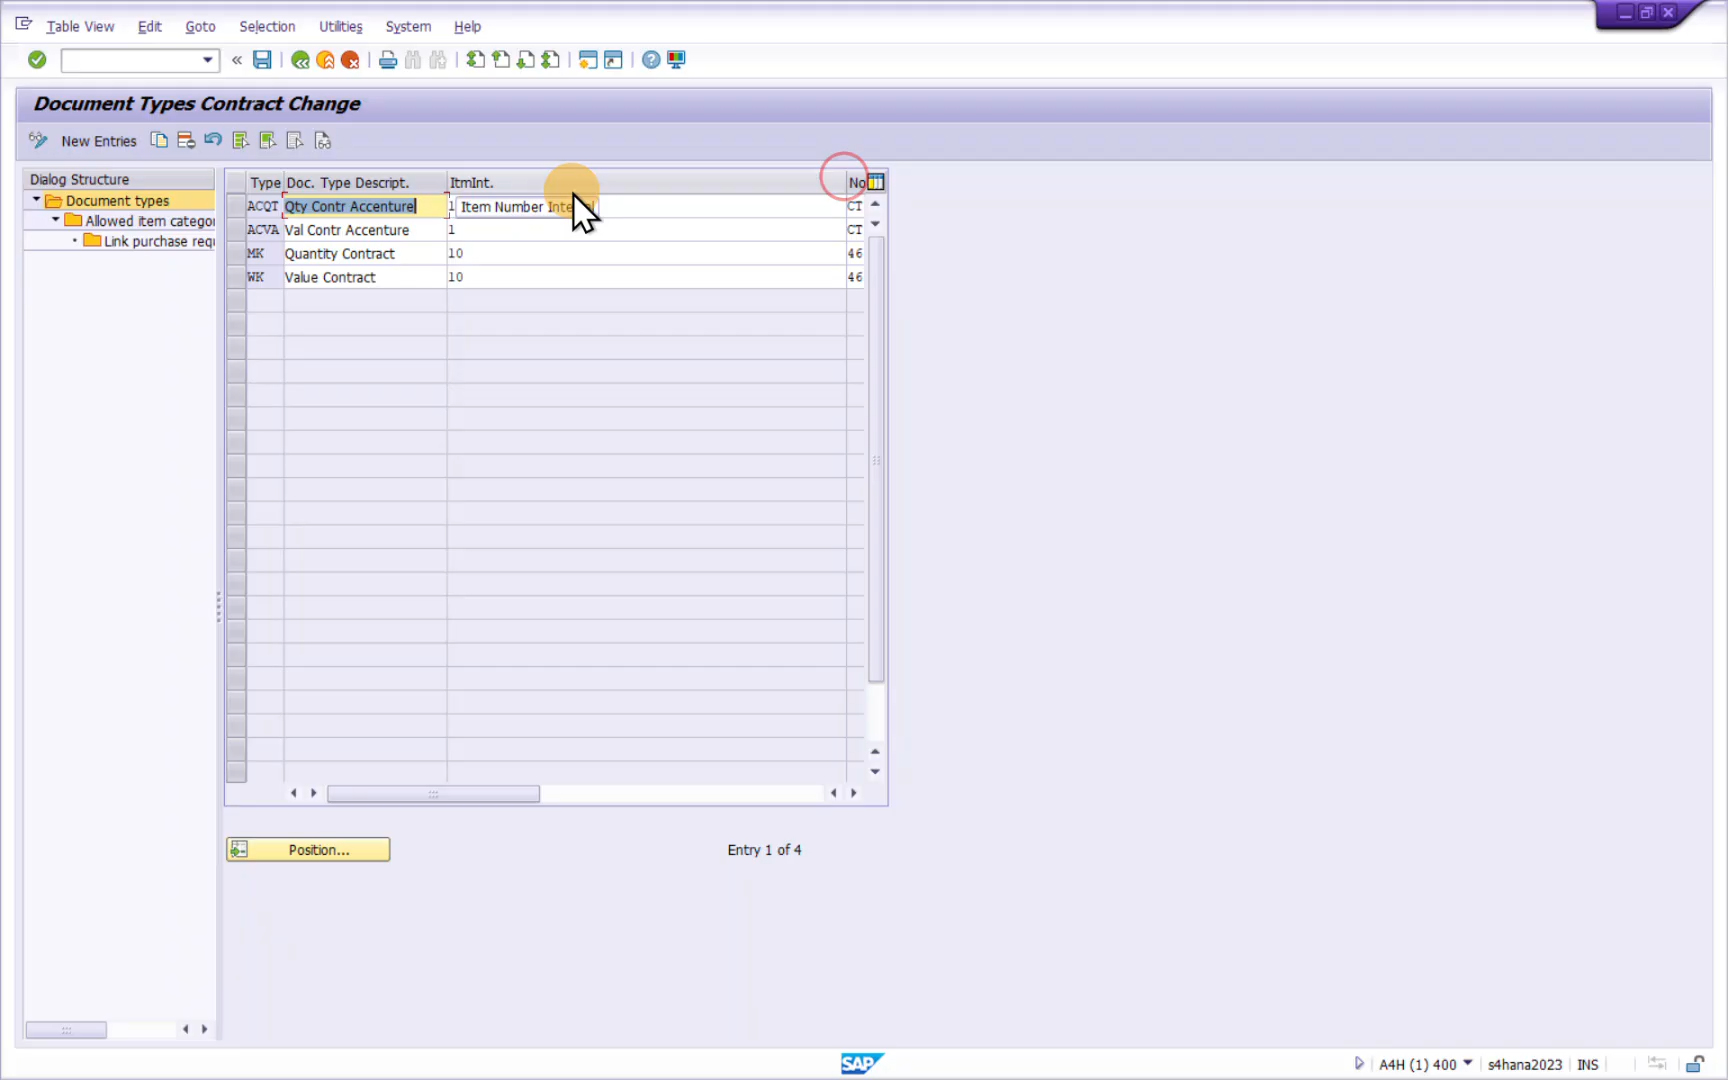 Table View Edit Goto Selection Utilities System Help
Document Types Contract Change
New Entries
Dialog Structure
Document types
Allowed item categor
Link purchase requ
Type Doc. Type Descript. ItmInt. No
ACQT Qty Contr Accenture 1 Item Number CT
ACVA Val Contr Accenture 1 CT
MK Quantity Contract 10 46
WK Value Contract 10 46
Position... Entry 1 of 4
SAP A4H (1) 400 s4hana2023 INS